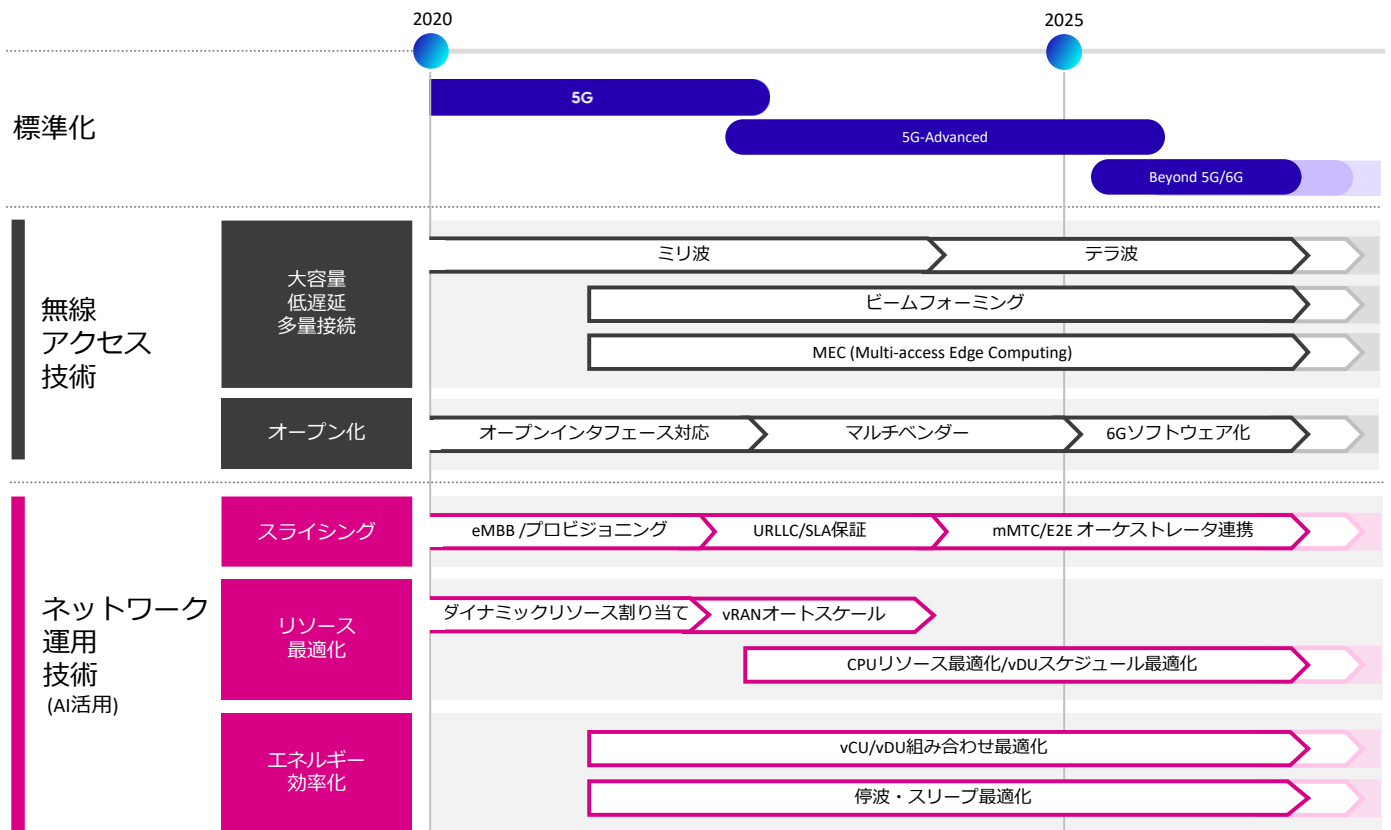 2020
2025
標準化
5G
5G-Advanced
Beyond 5G/6G
無線
アクセス
技術
大容量
低遅延
多量接続
ミリ波
テラ波
ビームフォーミング
MEC (Multi-access Edge Computing)
オープン化
オープンインタフェース対応
マルチベンダー
6Gソフトウェア化
ネットワーク
運用
技術
(AI活用)
スライシング
eMBB /プロビジョニング
URLLC/SLA保証
mMTC/E2E オーケストレータ連携
リソース
最適化
ダイナミックリソース割り当て
vRANオートスケール
CPUリソース最適化/vDUスケジュール最適化
エネルギー
効率化
vCU/vDU組み合わせ最適化
停波・スリープ最適化